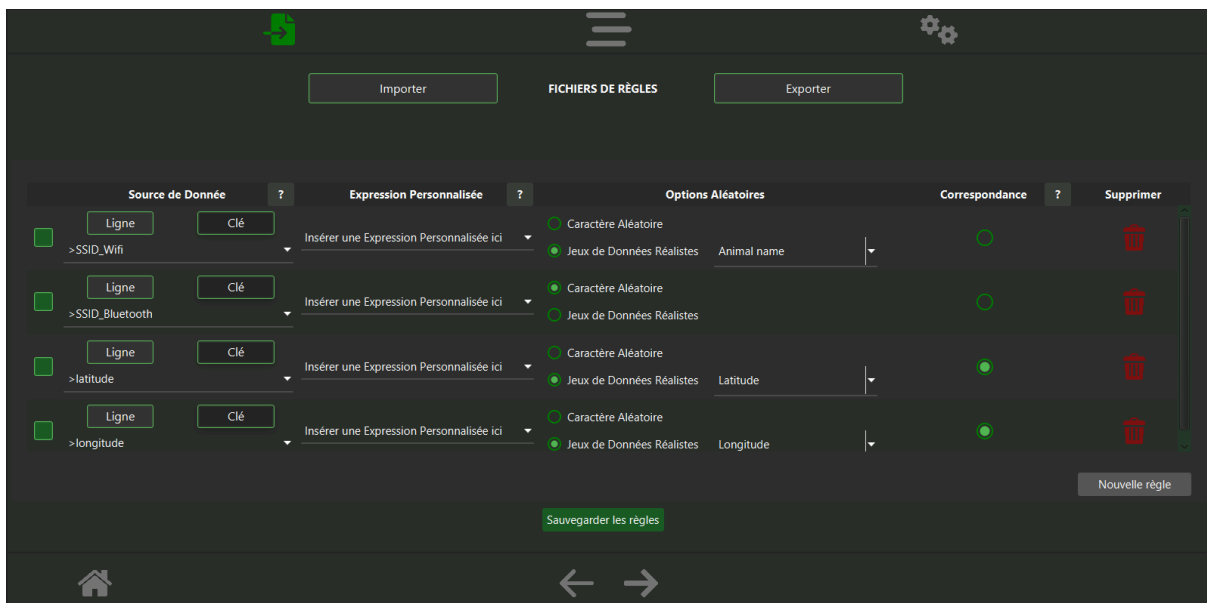 Importer FICHIERS DE RÈGLES Exporter
Source de Donnée ? Expression Personnalisée ? Options Aléatoires Correspondance ? Supprimer
Ligne Clé
>SSID_Wifi
Insérer une Expression Personnalisée ici
Caractère Aléatoire
Jeux de Données Réalistes Animal name
Ligne Clé
>SSID_Bluetooth
Insérer une Expression Personnalisée ici
Caractère Aléatoire
Jeux de Données Réalistes
Ligne Clé
>latitude
Insérer une Expression Personnalisée ici
Caractère Aléatoire
Jeux de Données Réalistes Latitude
Ligne Clé
>longitude
Insérer une Expression Personnalisée ici
Caractère Aléatoire
Jeux de Données Réalistes Longitude
Nouvelle règle
Sauvegarder les règles